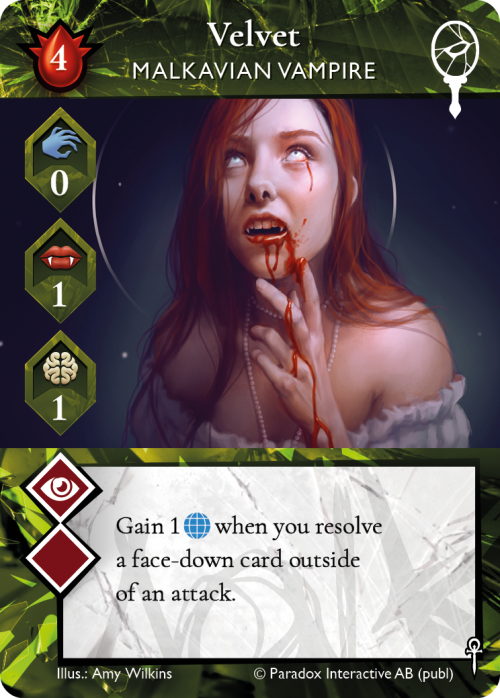 Velvet
4
MALKAVIAN VAMPIRE
0
1
1
Gain 1 when you resolve
a face-down card outside
of an attack.
Illus.: Amy Wilkins © Paradox Interactive AB (publ)